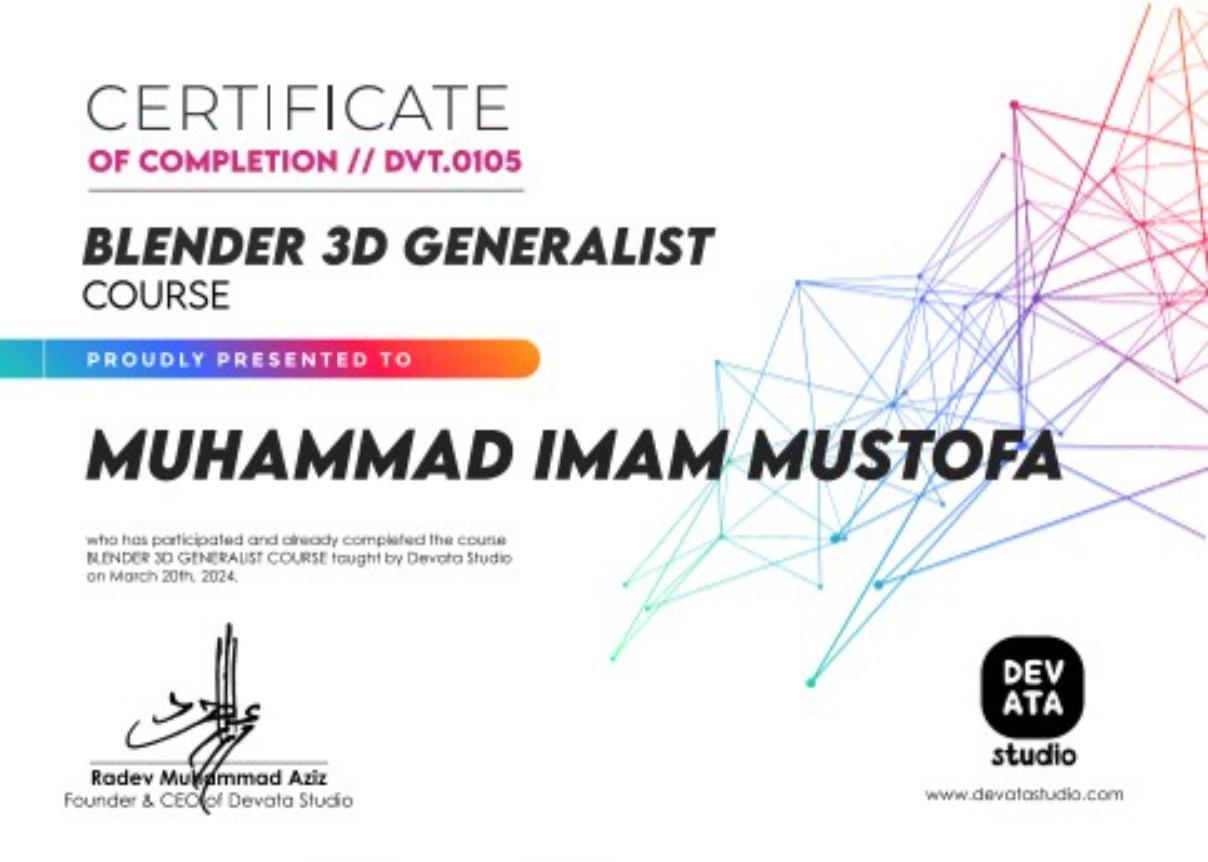 CERTIFICATE
OF COMPLETION // DVT.0105
BLENDER 3D GENERALIST
COURSE
PROUDLY PRESENTED TO
MUHAMMAD IMAM MUSTOFA
who has participated and already completed the course
BLENDER 3D GENERALIST COURSE taught by Devata Studio
on March 20th, 2024.
Radev Muhammad Aziz
Founder & CEO of Devata Studio
DEV
ATA
studio
www.devatastudio.com